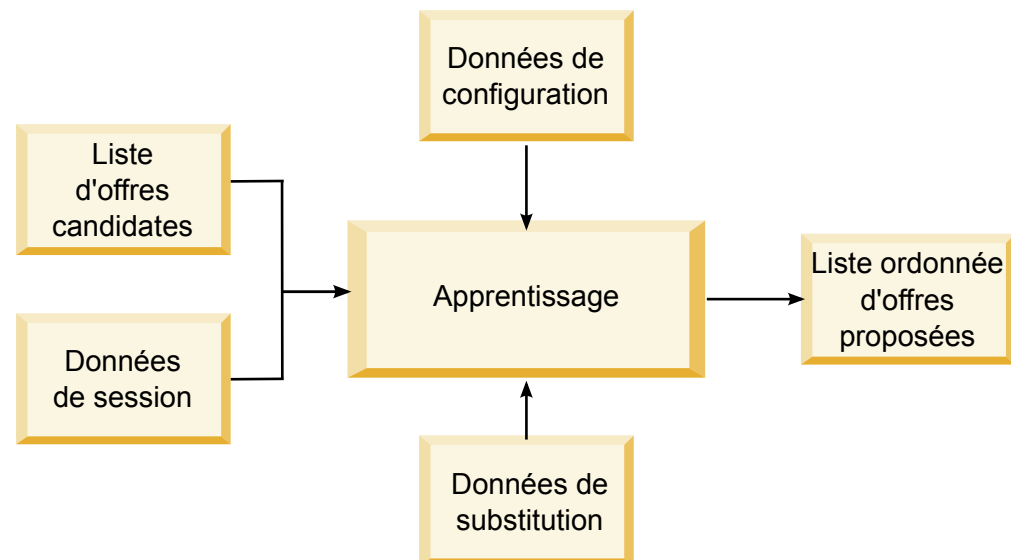 Données de
configuration
Liste
d'offres
candidates
Apprentissage
Liste ordonnée
d'offres
proposées
Données
de session
Données de
substitution